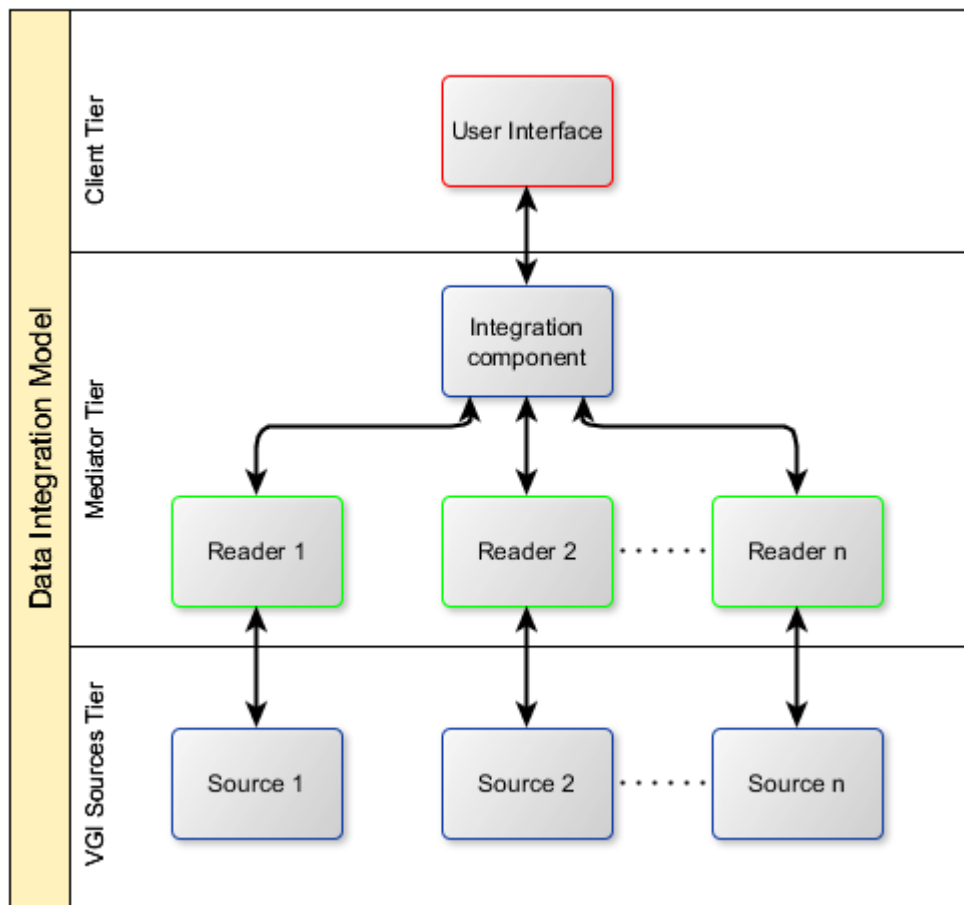 Data Integration Model
Client Tier
User Interface
Mediator Tier
Integration
component
Reader 1
Reader 2
Reader n
VGI Sources Tier
Source 1
Source 2
Source n